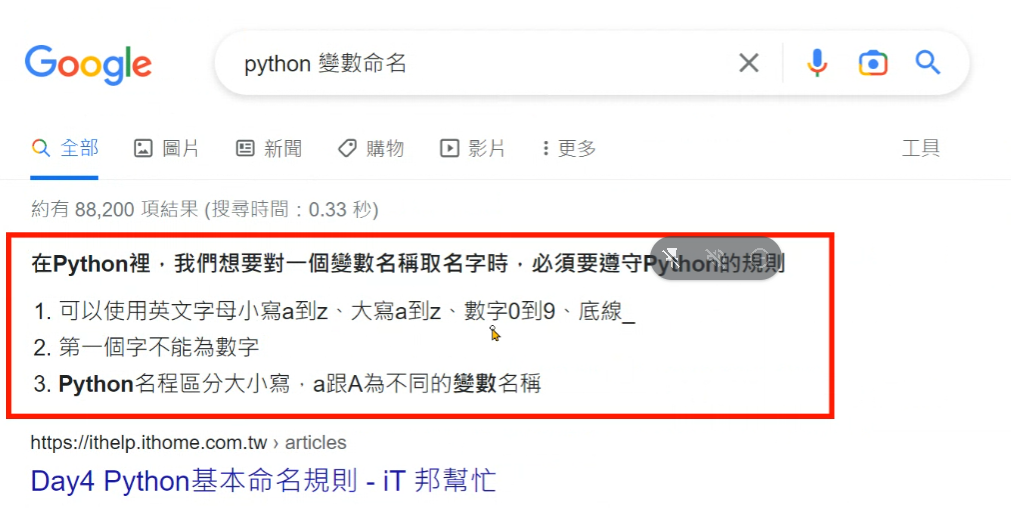 Google
python 變數命名
全部 圖片 新聞 購物 影片 更多 工具
約有 88,200 項結果 (搜尋時間：0.33 秒)
在Python裡，我們想要對一個變數名稱取名字時，必須要遵守Python的規則
1. 可以使用英文字母小寫a到z、大寫a到z、數字0到9、底線_
2. 第一個字不能為數字
3. Python名程區分大小寫，a跟A為不同的變數名稱
https://ithelp.ithome.com.tw › articles
Day4 Python基本命名規則 - iT 邦幫忙